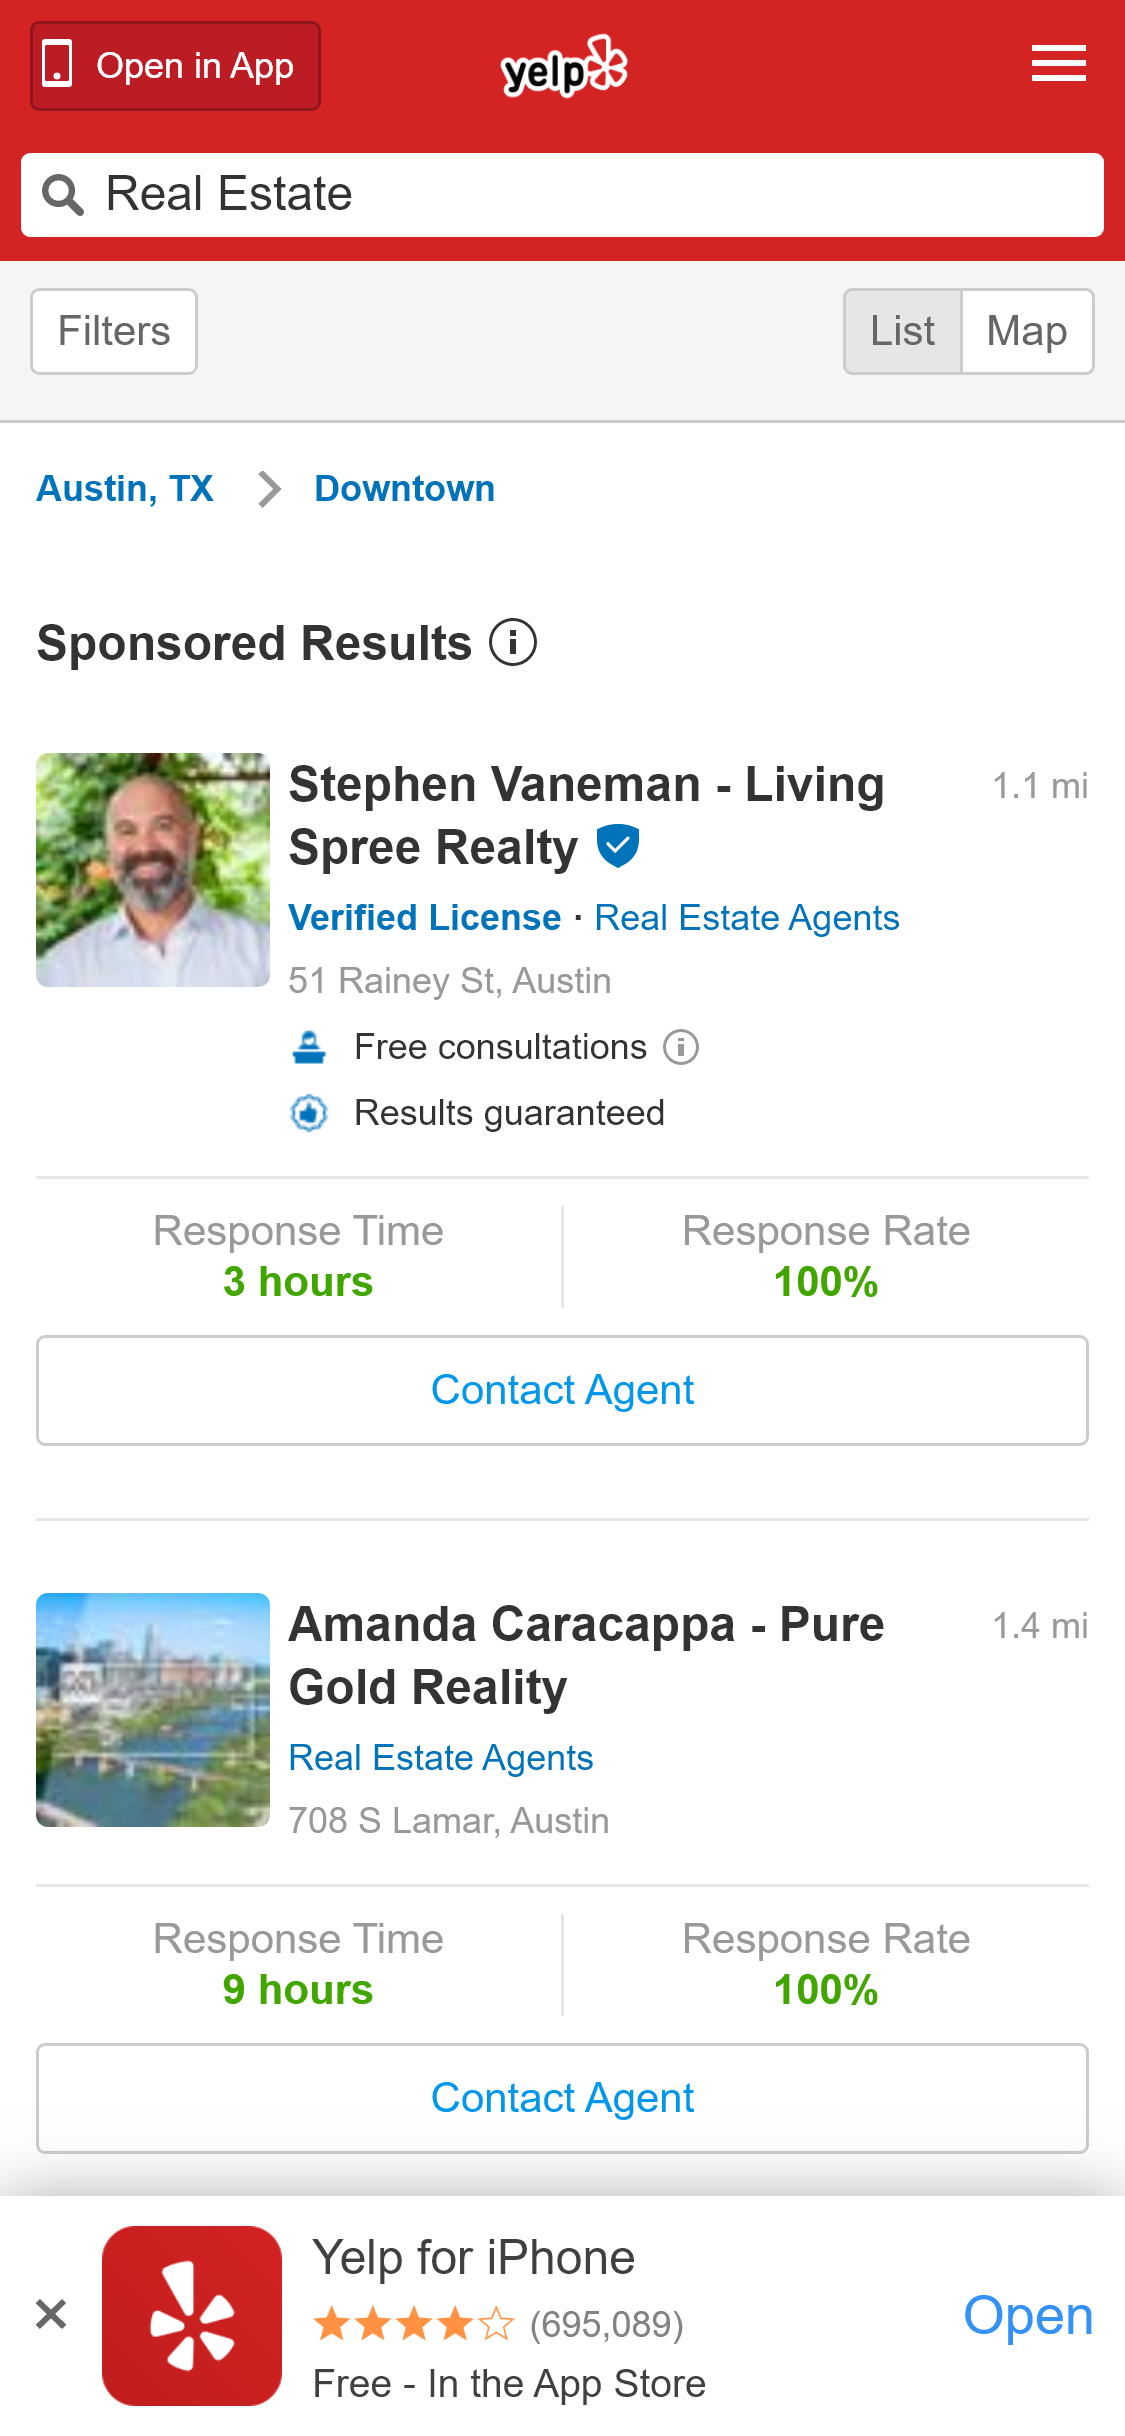 Open in App
yelp
Real Estate
Filters
List
Map
Austin, TX
Downtown
Sponsored Results
Stephen Vaneman - Living
Spree Realty
1.1 mi
Verified License · Real Estate Agents
51 Rainey St, Austin
Free consultations
Results guaranteed
Response Time
3 hours
Response Rate
100%
Contact Agent
Amanda Caracappa - Pure
Gold Reality
1.4 mi
Real Estate Agents
708 S Lamar, Austin
Response Time
9 hours
Response Rate
100%
Contact Agent
Yelp for iPhone
(695,089)
Free - In the App Store
Open